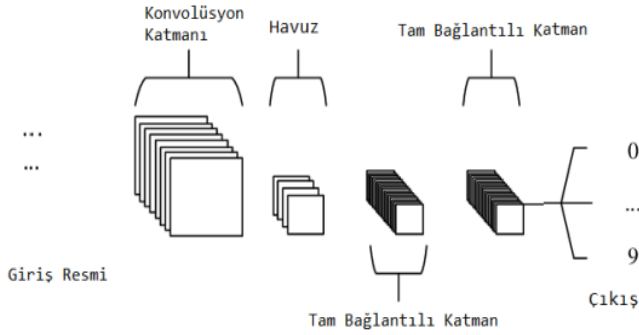 Konvolüsyon
Katmanı
Havuz
Tam Bağlantılı Katman
...
...
0
...
9
Giriş Resmi
Çıkış
Tam Bağlantılı Katman